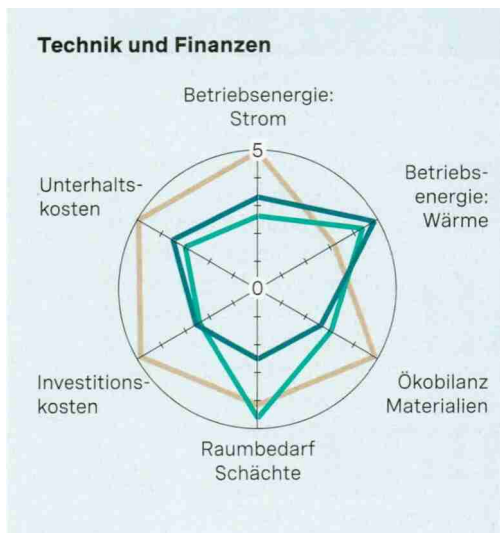 Technik und Finanzen
Betriebsenergie:
Strom
5
Betriebs-
energie:
Wärme
Unterhalts-
kosten
0
Investitions-
kosten
Ökobilanz
Materialien
Raumbedarf
Schächte